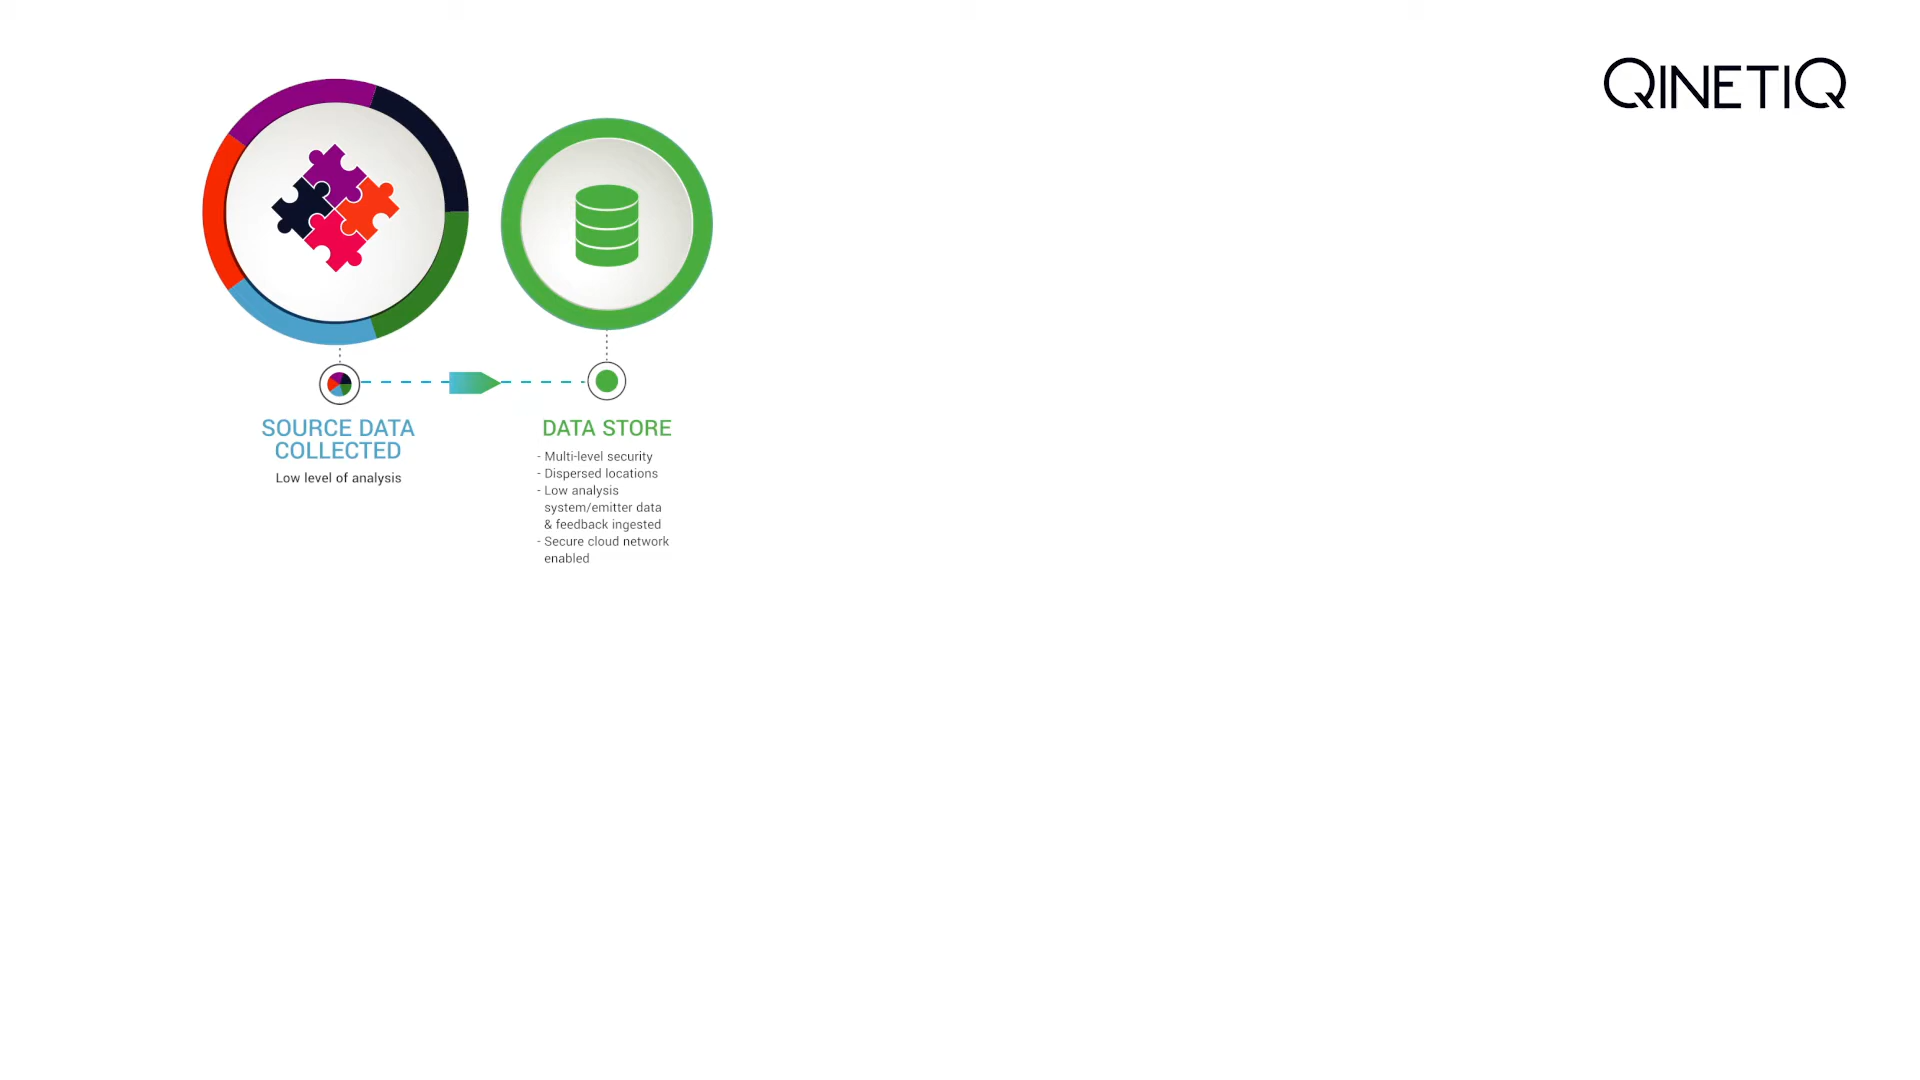 QINETIQ
SOURCE DATA
COLLECTED
Low level of analysis
DATA STORE
- Multi-level security
- Dispersed locations
- Low analysis
system/emitter data
& feedback ingested
- Secure cloud network
enabled